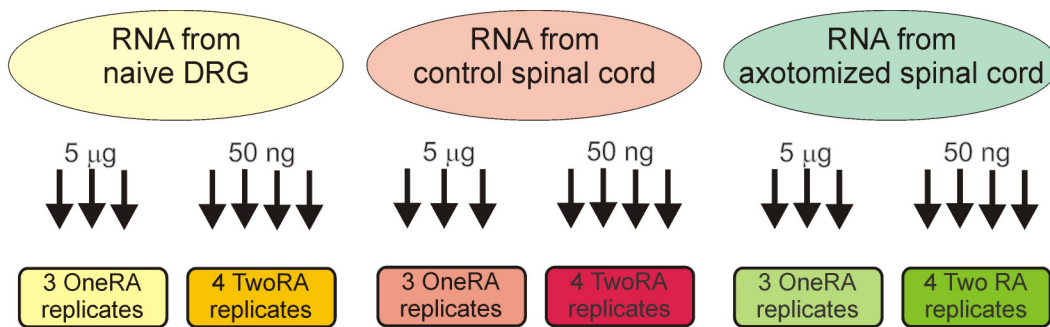 RNA from
naive DRG
RNA from
control spinal cord
RNA from
axotomized spinal cord
5 µg
50 ng
5 µg
50 ng
5 µg
50 ng
3 OneRA
replicates
4 TwoRA
replicates
3 OneRA
replicates
4 TwoRA
replicates
3 OneRA
replicates
4 Two RA
replicates